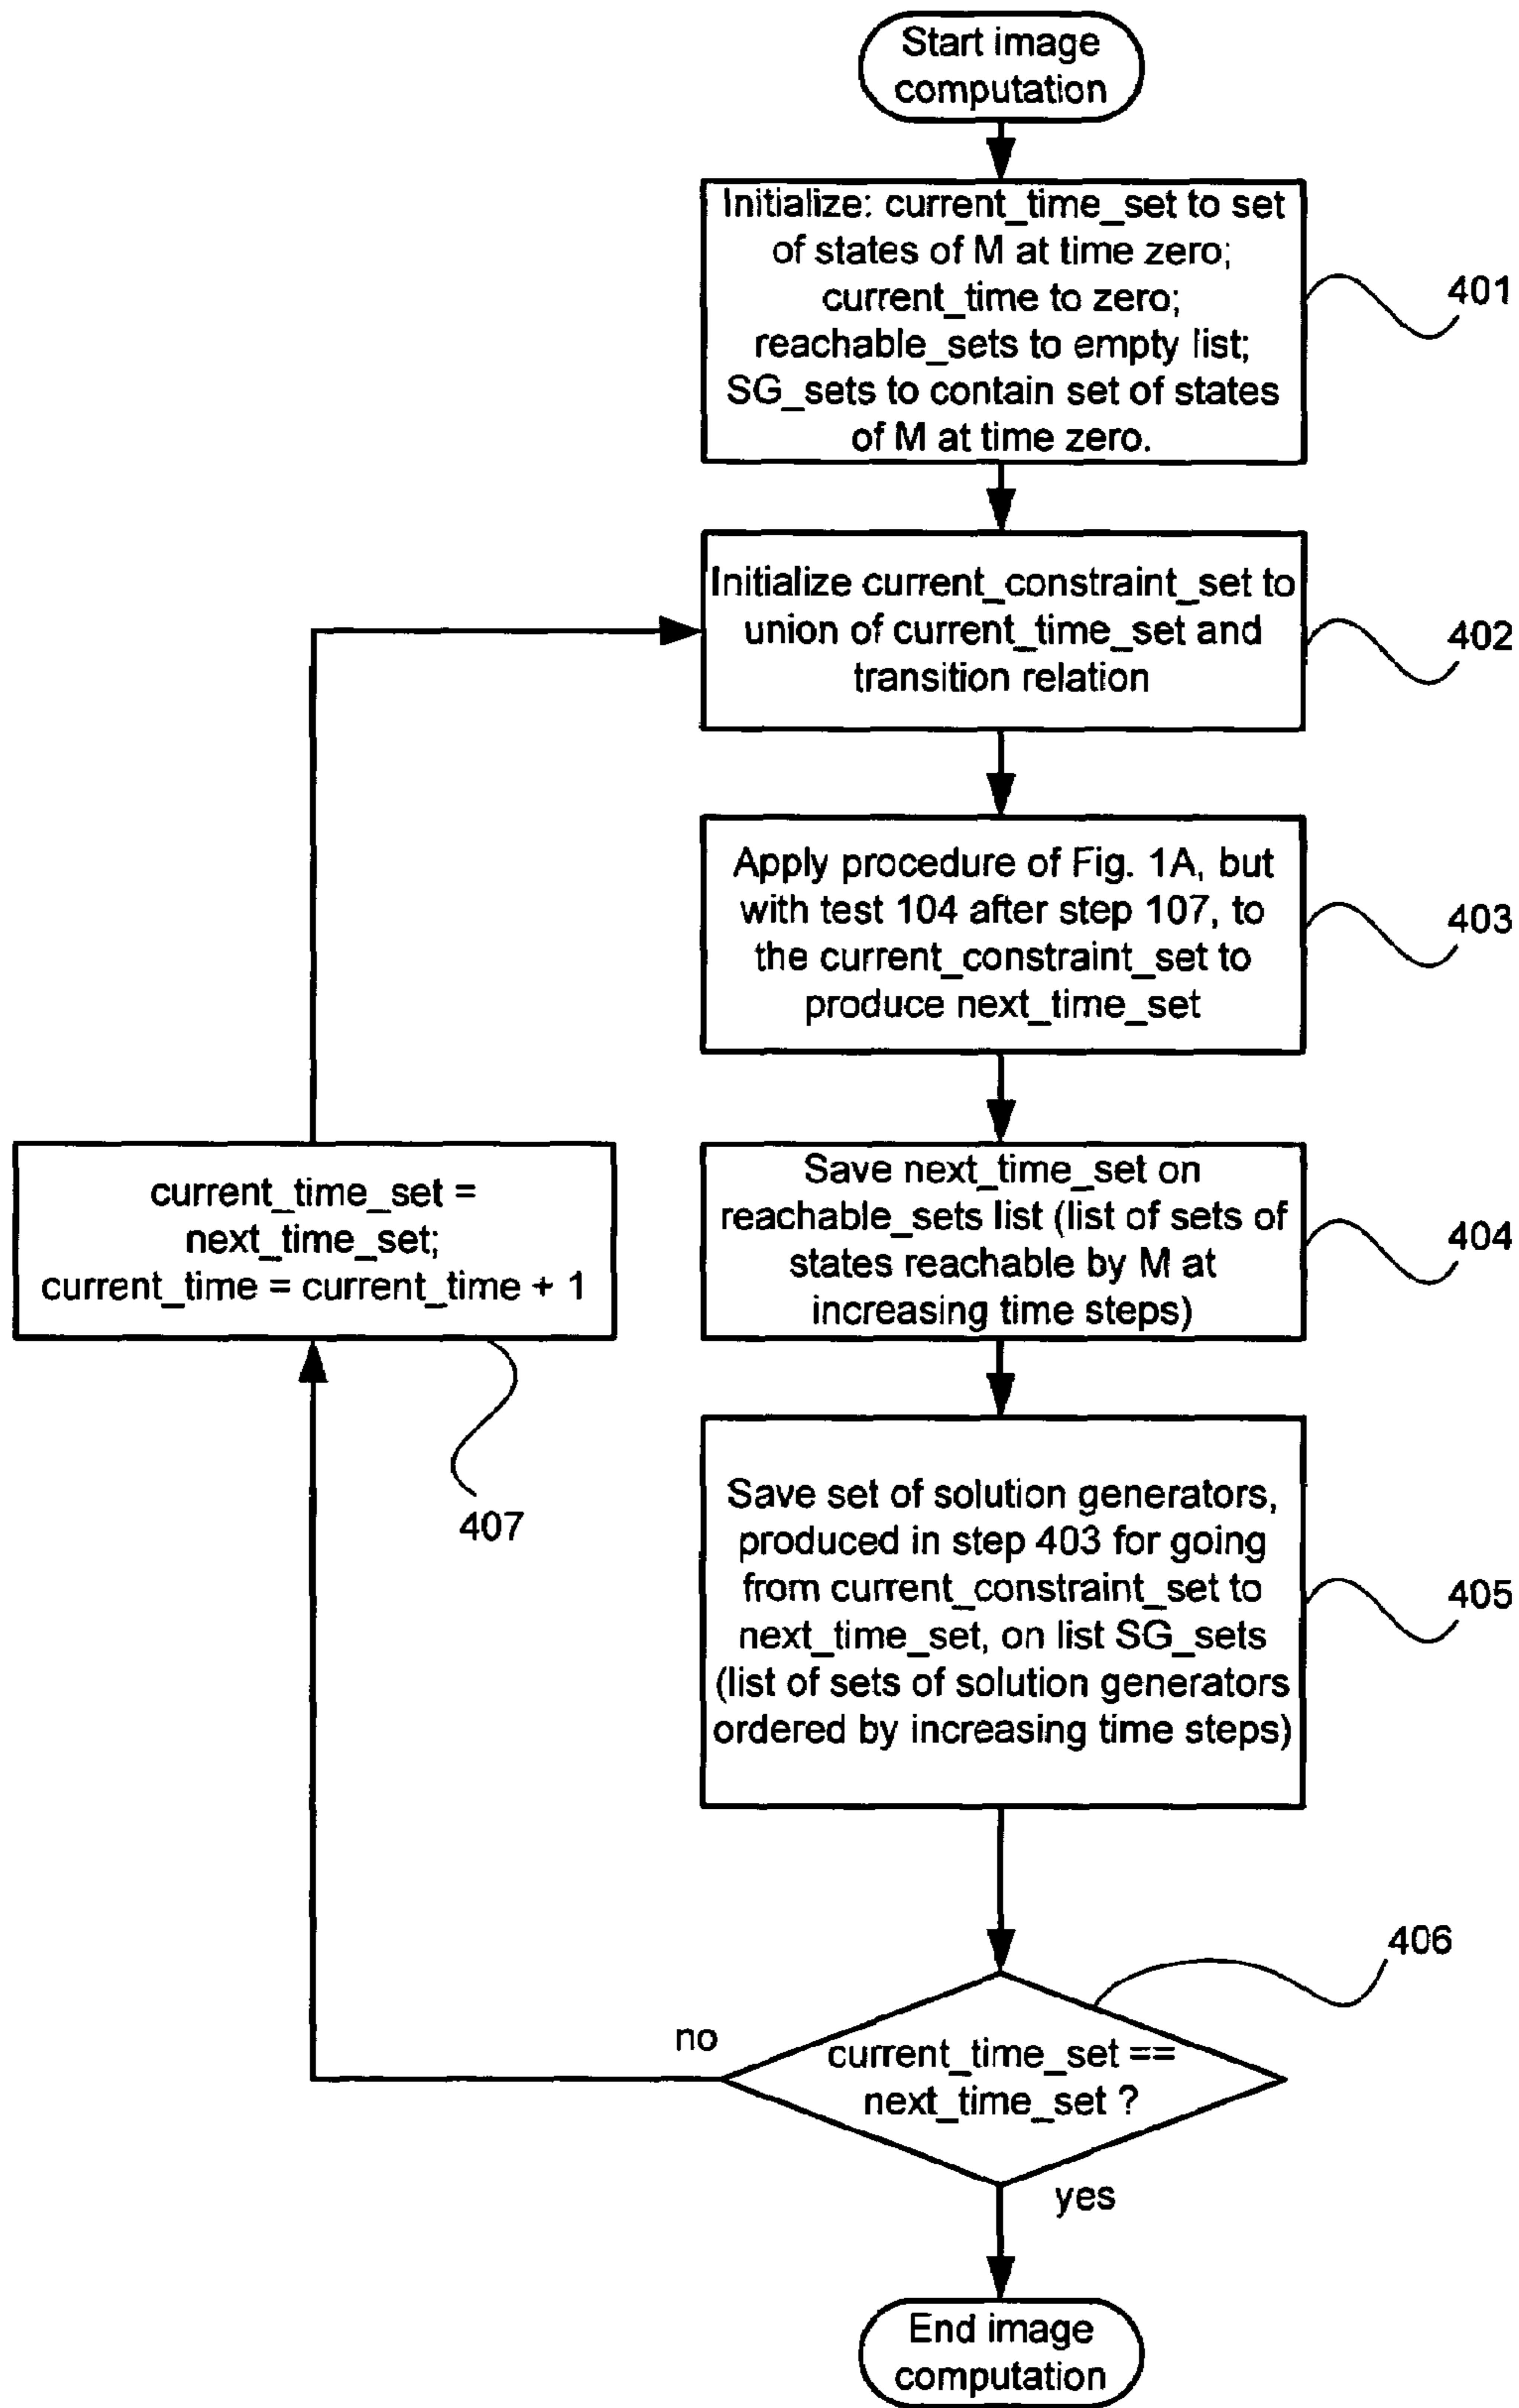 Start image
computation
Initialize: current_time_set to set
of states of M at time zero;
current_time to zero;
reachable_sets to empty list;
SG_sets to contain set of states
of M at time zero.
401
Initialize current_constraint_set to
union of current_time_set and
transition relation
402
Apply procedure of Fig. 1A, but
with test 104 after step 107, to
the current_constraint_set to
produce next_time_set
403
Save next_time_set on
reachable_sets list (list of sets of
states reachable by M at
increasing time steps)
404
current_time_set =
next_time_set;
current_time = current_time + 1
407
Save set of solution generators,
produced in step 403 for going
from current_constraint_set to
next_time_set, on list SG_sets
(list of sets of solution generators
ordered by increasing time steps)
405
406
no
current_time_set ==
next_time_set ?
yes
End image
computation